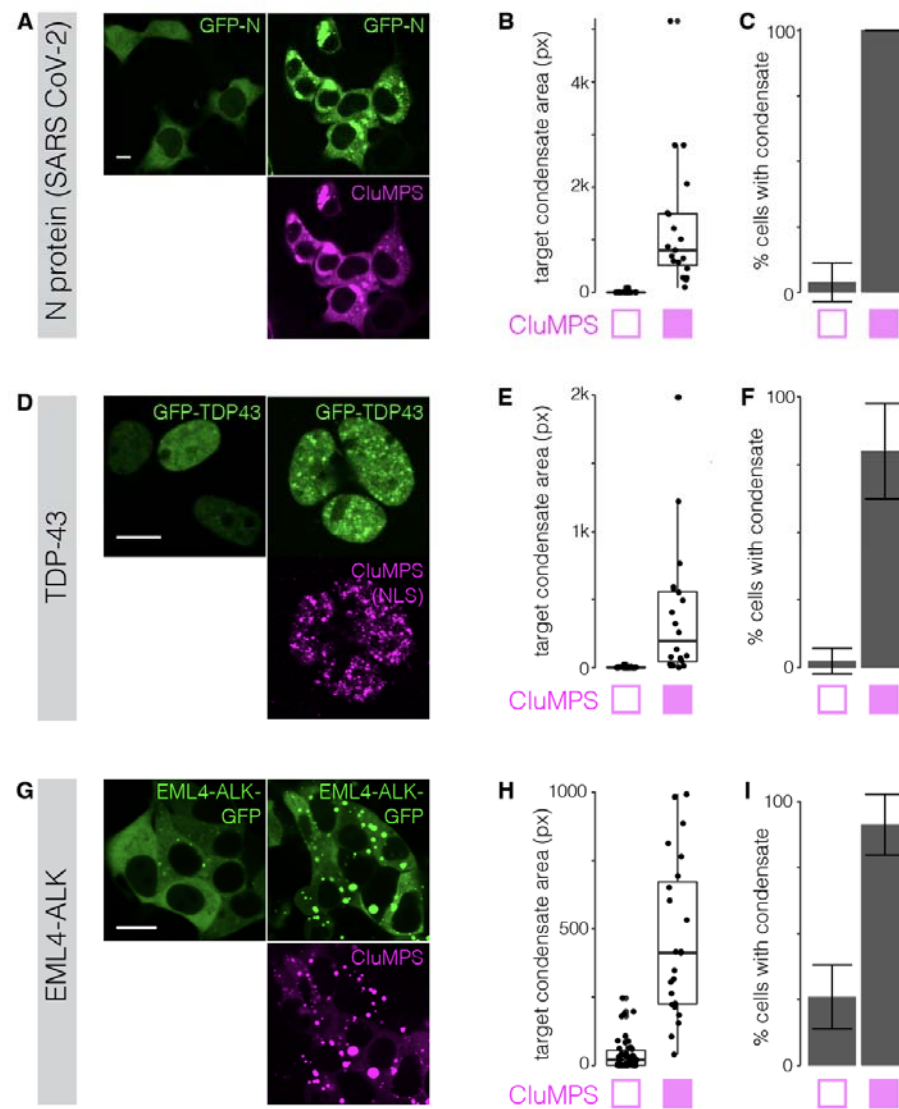 A
N protein (SARS CoV-2)
GFP-N
GFP-N
CluMPS
B
target condensate area (px)
4k
2k
0
CluMPS
C
% cells with condensate
100
0
D
TDP-43
GFP-TDP43
GFP-TDP43
CluMPS
(NLS)
E
target condensate area (px)
2k
1k
0
CluMPS
F
% cells with condensate
100
0
G
EML4-ALK
EML4-ALK-
GFP
EML4-ALK-
GFP
CluMPS
H
target condensate area (px)
1000
500
0
CluMPS
I
% cells with condensate
100
0